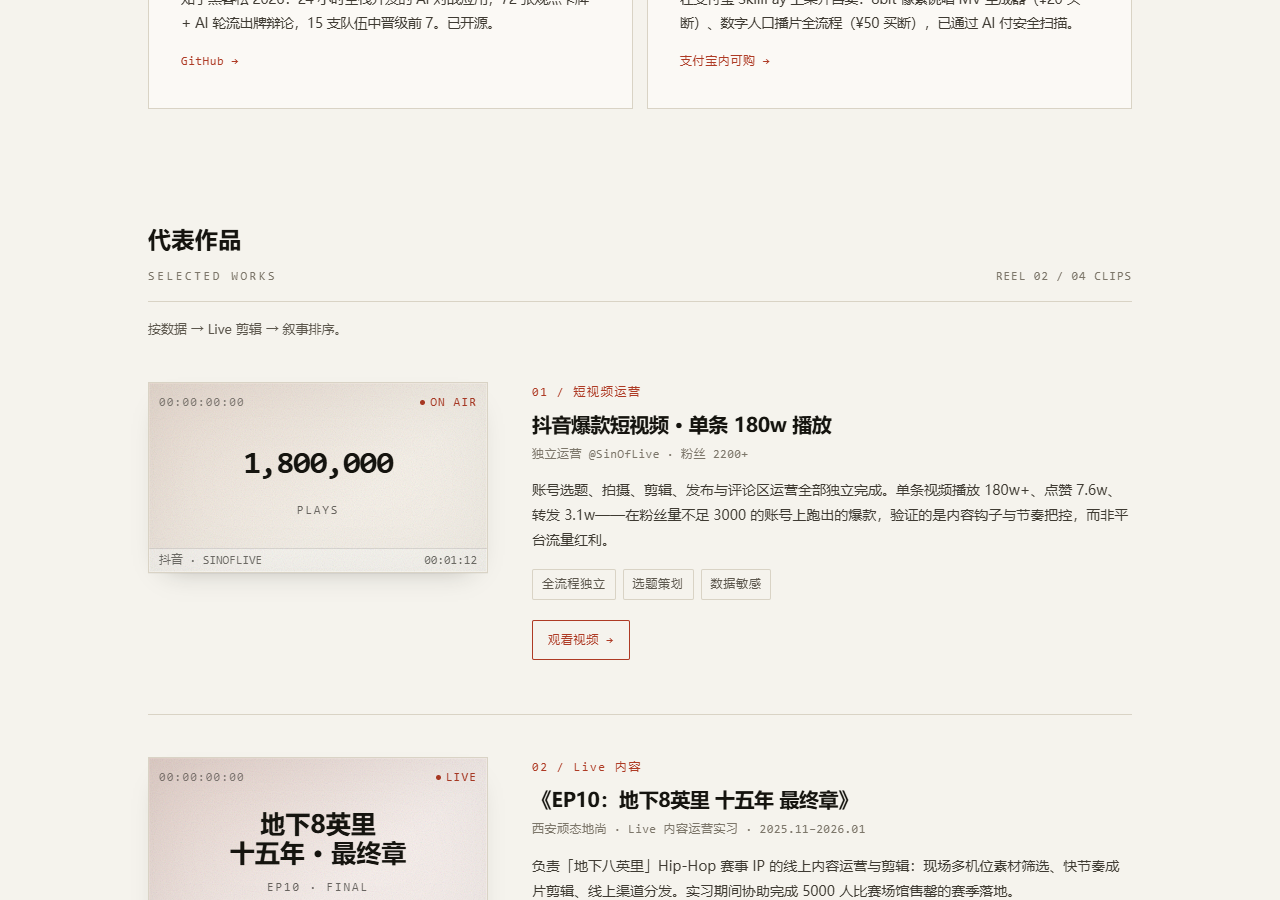 + AI 轮流出牌辩论，15 支队伍中晋级前 7。已开源。
GitHub →
断）、数字人口播片全流程（¥50 买断），已通过 AI 付安全扫描。
支付宝内可购 →
代表作品
SELECTED WORKS
REEL 02 / 04 CLIPS
按数据 → Live 剪辑 → 叙事排序。
00:00:00:00
ON AIR
1,800,000
PLAYS
抖音 · SINOFLIVE
00:01:12
01 / 短视频运营
抖音爆款短视频 · 单条 180w 播放
独立运营 @SinOfLive · 粉丝 2200+
账号选题、拍摄、剪辑、发布与评论区运营全部独立完成。单条视频播放 180w+、点赞 7.6w、
转发 3.1w——在粉丝量不足 3000 的账号上跑出的爆款，验证的是内容钩子与节奏把控，而非平
台流量红利。
全流程独立
选题策划
数据敏感
观看视频 →
00:00:00:00
LIVE
地下8英里
十五年 · 最终章
EP10 · FINAL
02 / Live 内容
《EP10：地下8英里 十五年 最终章》
西安顽态地尚 · Live 内容运营实习 · 2025.11–2026.01
负责「地下八英里」Hip-Hop 赛事 IP 的线上内容运营与剪辑：现场多机位素材筛选、快节奏成
片剪辑、线上渠道分发。实习期间协助完成 5000 人比赛场馆售罄的赛季落地。